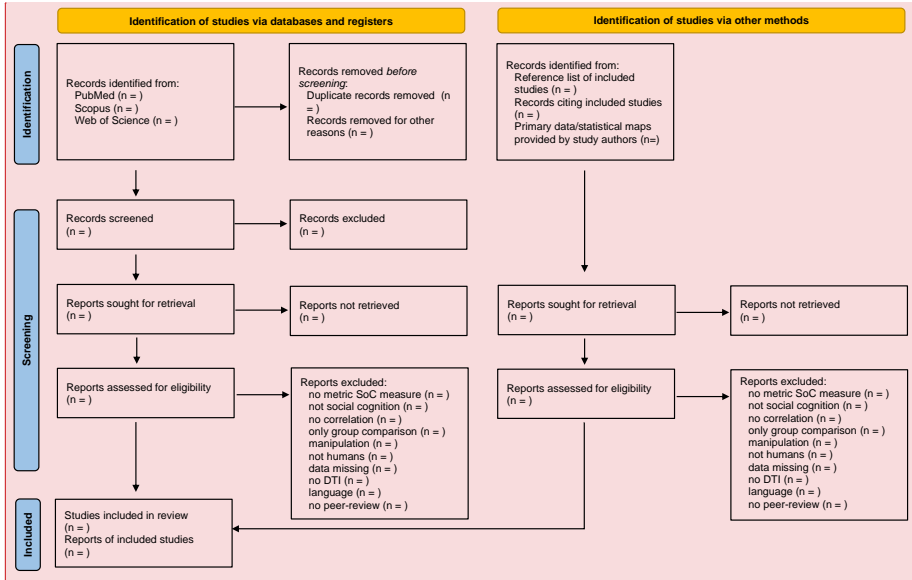 Identification of studies via databases and registers
Identification of studies via other methods
Identification
Records identified from:
PubMed (n = )
Scopus (n = )
Web of Science (n = )
Records removed before
screening:
Duplicate records removed (n
= )
Records removed for other
reasons (n = )
Records identified from:
Reference list of included
studies (n = )
Records citing included studies
(n = )
Primary data/statistical maps
provided by study authors (n=)
Screening
Records screened
(n = )
Records excluded
(n = )
Reports sought for retrieval
(n = )
Reports not retrieved
(n = )
Reports sought for retrieval
(n = )
Reports not retrieved
(n = )
Reports assessed for eligibility
(n = )
Reports excluded:
no metric SoC measure (n = )
not social cognition (n = )
no correlation (n = )
only group comparison (n = )
manipulation (n = )
not humans (n = )
data missing (n = )
no DTI (n = )
language (n = )
no peer-review (n = )
Reports assessed for eligibility
(n = )
Reports excluded:
no metric SoC measure (n = )
not social cognition (n = )
no correlation (n = )
only group comparison (n = )
manipulation (n = )
not humans (n = )
data missing (n = )
no DTI (n = )
language (n = )
no peer-review (n = )
Included
Studies included in review
(n = )
Reports of included studies
(n = )